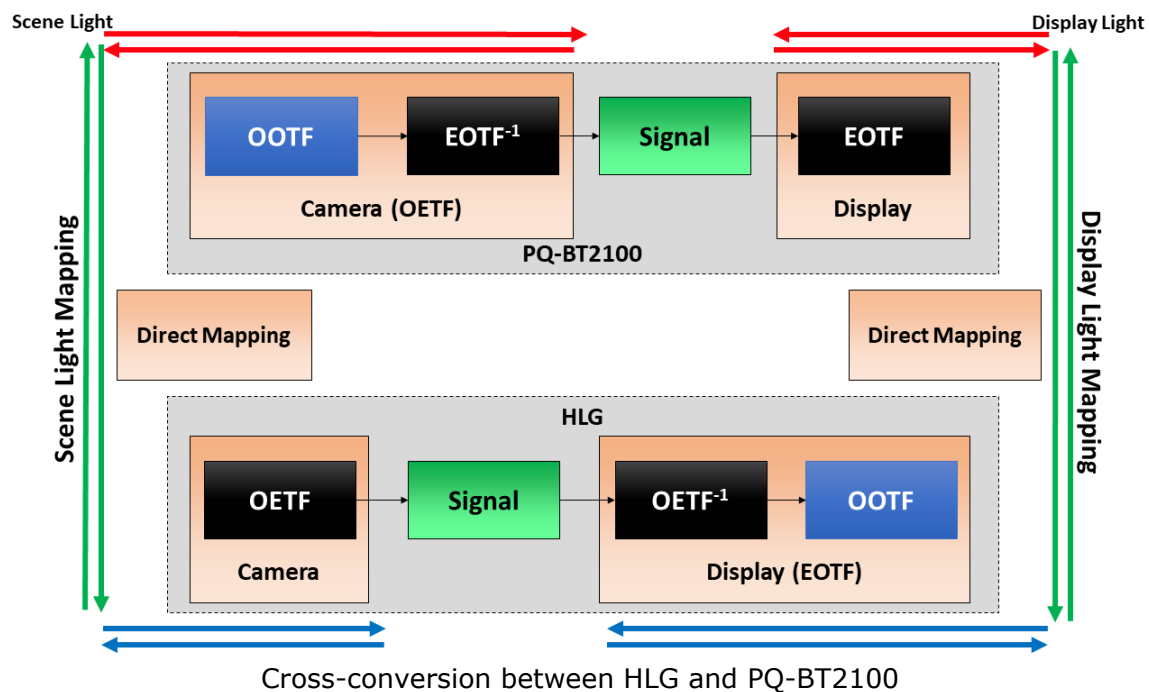 Scene Light
Display Light
OOTF
EOTF⁻¹
Signal
EOTF
Camera (OETF)
Display
PQ-BT2100
Scene Light Mapping
Direct Mapping
Direct Mapping
Display Light Mapping
HLG
OETF
Signal
OETF⁻¹
OOTF
Camera
Display (EOTF)
Cross-conversion between HLG and PQ-BT2100